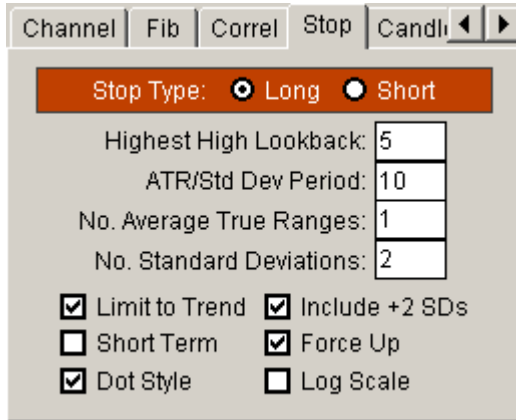 Channel Fib Correl Stop
Stop Type: Long Short
Highest High Lookback: 5
ATR/Std Dev Period: 10
No. Average True Ranges: 1
No. Standard Deviations: 2
Limit to Trend Include +2 SDs
Short Term Force Up
Dot Style Log Scale